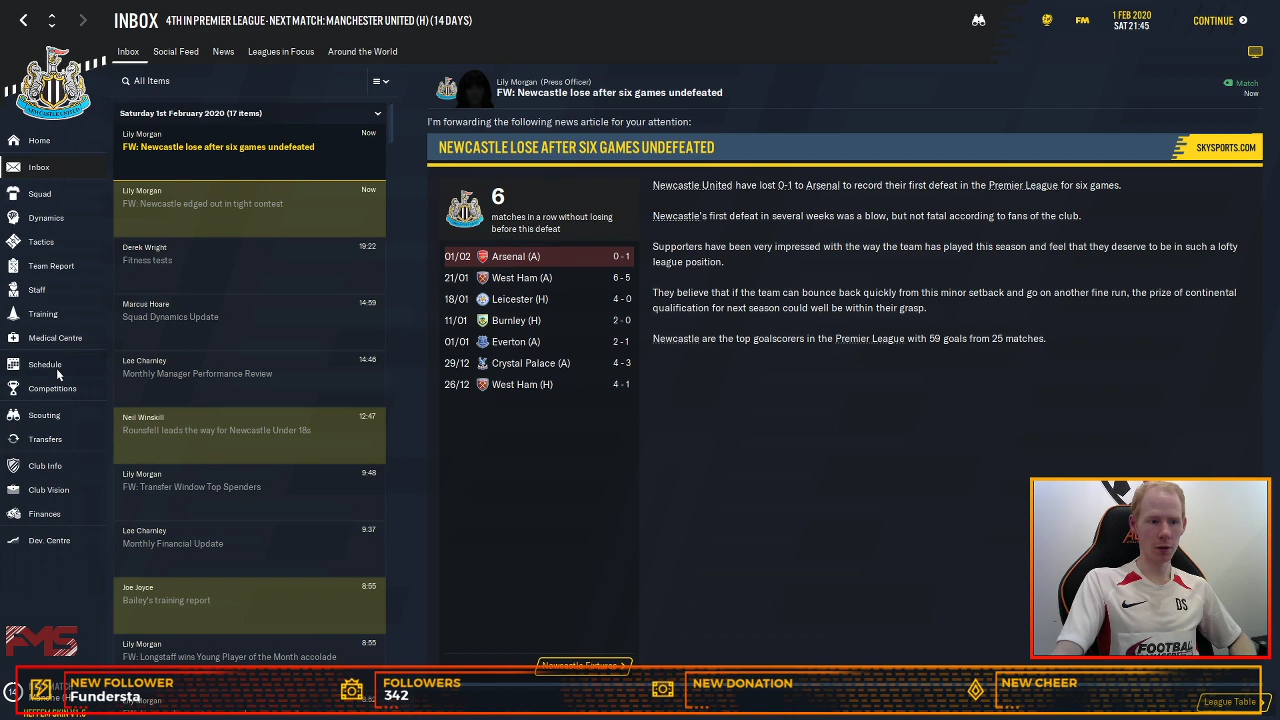 INBOX
4TH IN PREMIER LEAGUE - NEXT MATCH: MANCHESTER UNITED (H) (14 DAYS)
FM
1 FEB 2020
SAT 21:45
CONTINUE
Inbox
Social Feed
News
Leagues in Focus
Around the World
NEWCASTLE UNITED
Home
Inbox
Squad
Dynamics
Tactics
Team Report
Staff
Training
Medical Centre
Schedule
Competitions
Scouting
Transfers
Club Info
Club Vision
Finances
Dev. Centre
All Items
Saturday 1st February 2020 (17 items)
Lily Morgan
Now
FW: Newcastle lose after six games undefeated
Lily Morgan
Now
FW: Newcastle edged out in tight contest
Derek Wright
19:22
Fitness tests
Marcus Hoare
14:59
Squad Dynamics Update
Lee Charnley
14:46
Monthly Manager Performance Review
Neil Winskill
12:47
Rounsfell leads the way for Newcastle Under 18s
Lily Morgan
9:48
FW: Transfer Window Top Spenders
Lee Charnley
9:37
Monthly Financial Update
Joe Joyce
8:55
Bailey's training report
Lily Morgan
8:55
FW: Longstaff wins Young Player of the Month accolade
Lily Morgan (Press Officer)
FW: Newcastle lose after six games undefeated
Match
Now
I'm forwarding the following news article for your attention:
NEWCASTLE LOSE AFTER SIX GAMES UNDEFEATED
SKYSPORTS.COM
6
matches in a row without losing
before this defeat
01/02 Arsenal (A) 0 - 1
21/01 West Ham (A) 6 - 5
18/01 Leicester (H) 4 - 0
11/01 Burnley (H) 2 - 0
01/01 Everton (A) 2 - 1
29/12 Crystal Palace (A) 4 - 3
26/12 West Ham (H) 4 - 1
Newcastle United have lost 0-1 to Arsenal to record their first defeat in the Premier League for six games.
Newcastle's first defeat in several weeks was a blow, but not fatal according to fans of the club.
Supporters have been very impressed with the way the team has played this season and feel that they deserve to be in such a lofty
league position.
They believe that if the team can bounce back quickly from this minor setback and go on another fine run, the prize of continental
qualification for next season could well be within their grasp.
Newcastle are the top goalscorers in the Premier League with 59 goals from 25 matches.
Newcastle Fixtures >
League Table
DS
FOOTBALL
FMS
NEW FOLLOWER
Fundersta
FOLLOWERS
342
NEW DONATION
NEW CHEER